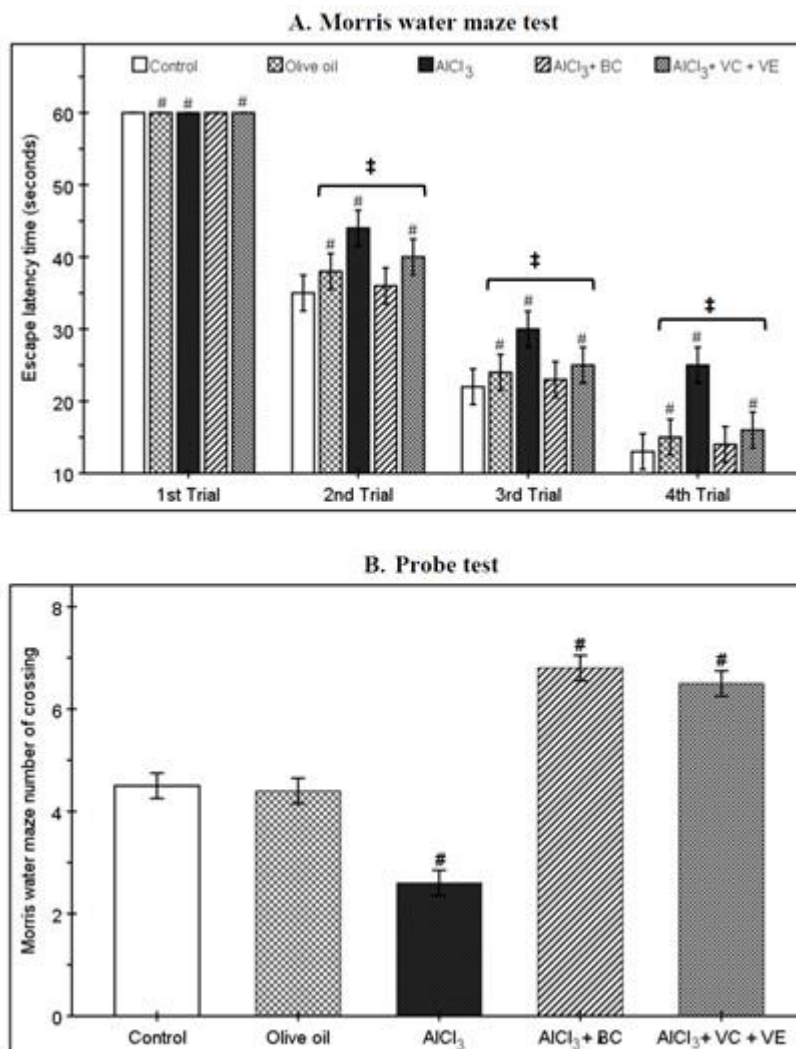 A. Morris water maze test
Control Olive oil AlCl3 AlCl3+ BC AlCl3+ VC + VE
Escape latency time (seconds)
60
50
40
30
20
10
# # #
‡
# # #
‡
# # #
‡
# # #
1st Trial 2nd Trial 3rd Trial 4th Trial
B. Probe test
Morris water maze number of crossing
8
6
4
2
0
# # #
Control Olive oil AlCl3 AlCl3+ BC AlCl3+ VC + VE